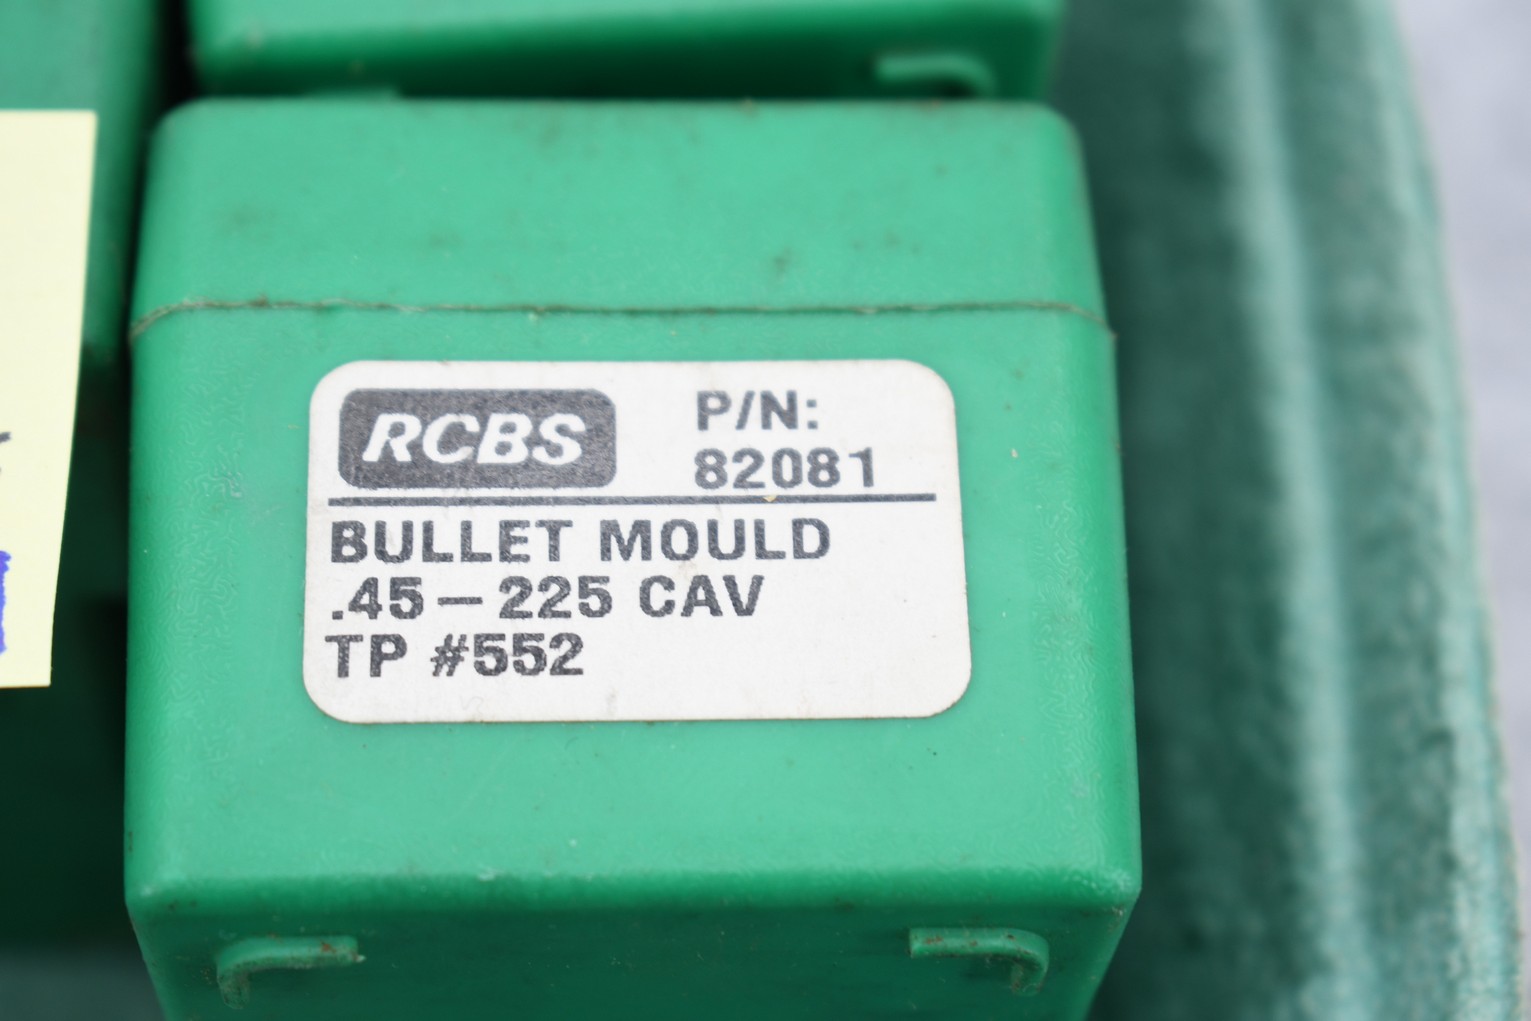 RCBS
P/N:
82081
BULLET MOULD
.45–225 CAV
TP #552